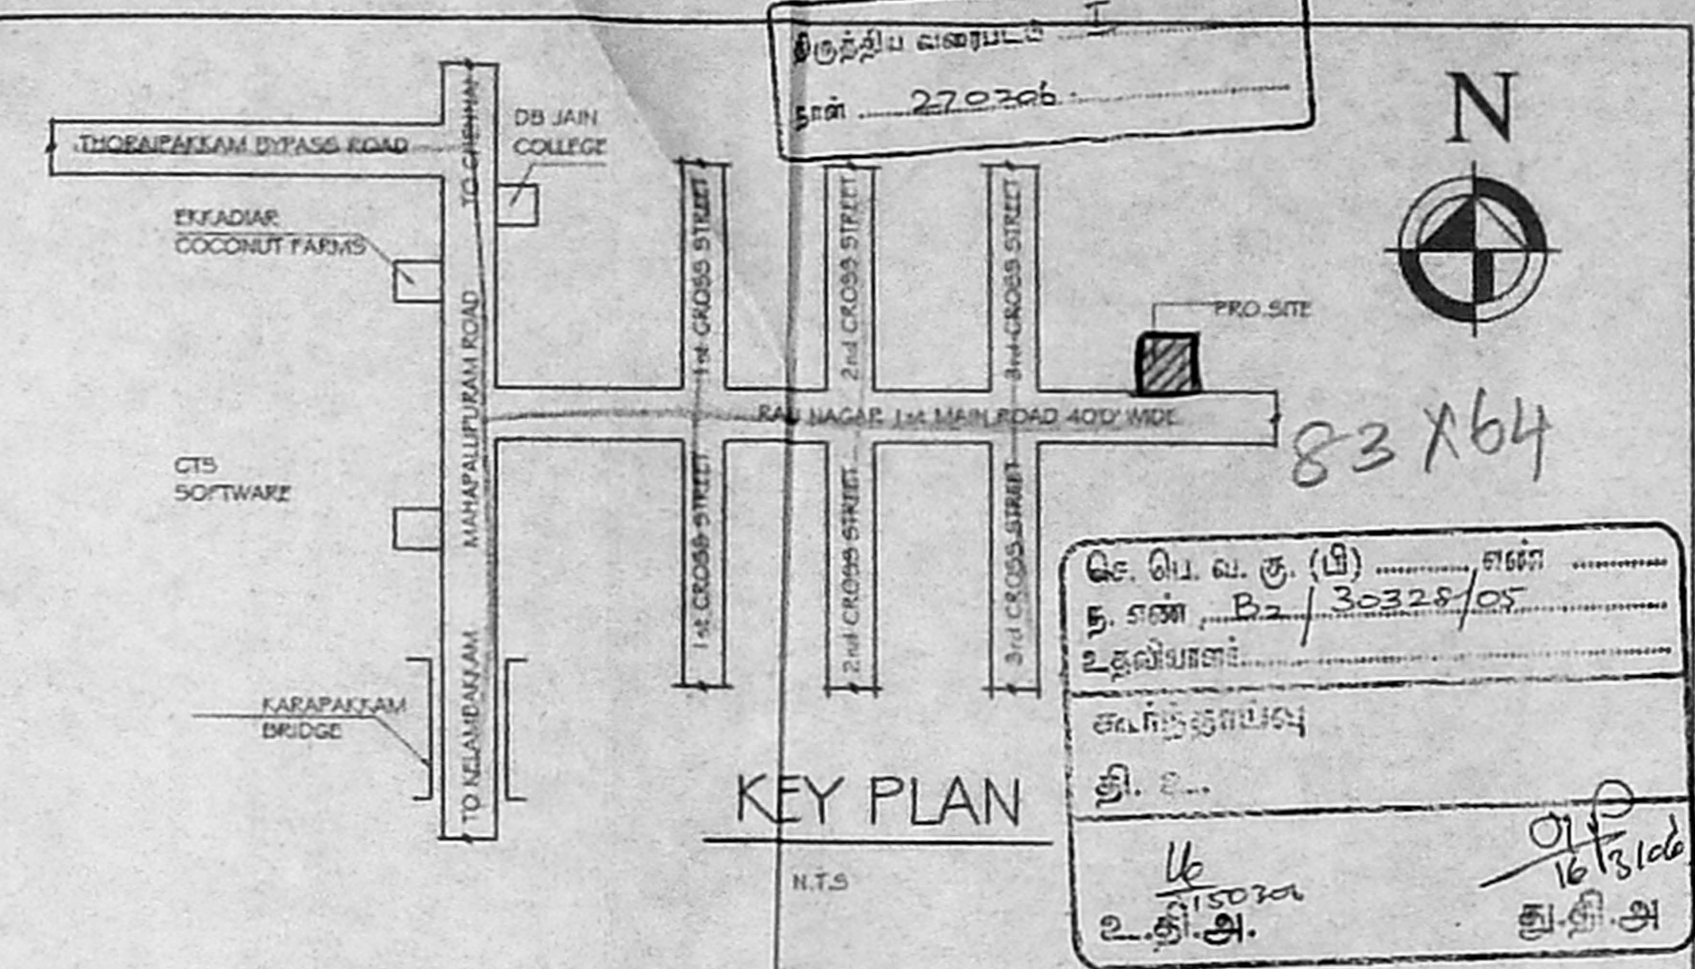 திருத்திய வரைபடம் I
நாள் 270306
N
THORAIPAKKAM BYPASS ROAD
TO CHENNAI
DB JAIN
COLLEGE
EKKADIAR
COCONUT FARMS
MAHAPALLIPURAM ROAD
1st CROSS STREET
2nd CROSS STREET
3rd CROSS STREET
PRO.SITE
RAJ NAGAR 1st MAIN ROAD 40'0" WIDE
83 X 64
CTS
SOFTWARE
1st CROSS STREET
2nd CROSS STREET
3rd CROSS STREET
KARAPAKKAM
BRIDGE
TO KELAMBAKAM
KEY PLAN
N.T.S
செ. பெ. வ. கு. (பி) எண்
ந. எண் B2/30328/05
உதவியாளர்
கூர்ந்தாய்வு
தி. உ.
150306
16/3/06
உ.தி.அ.
து.தி.அ